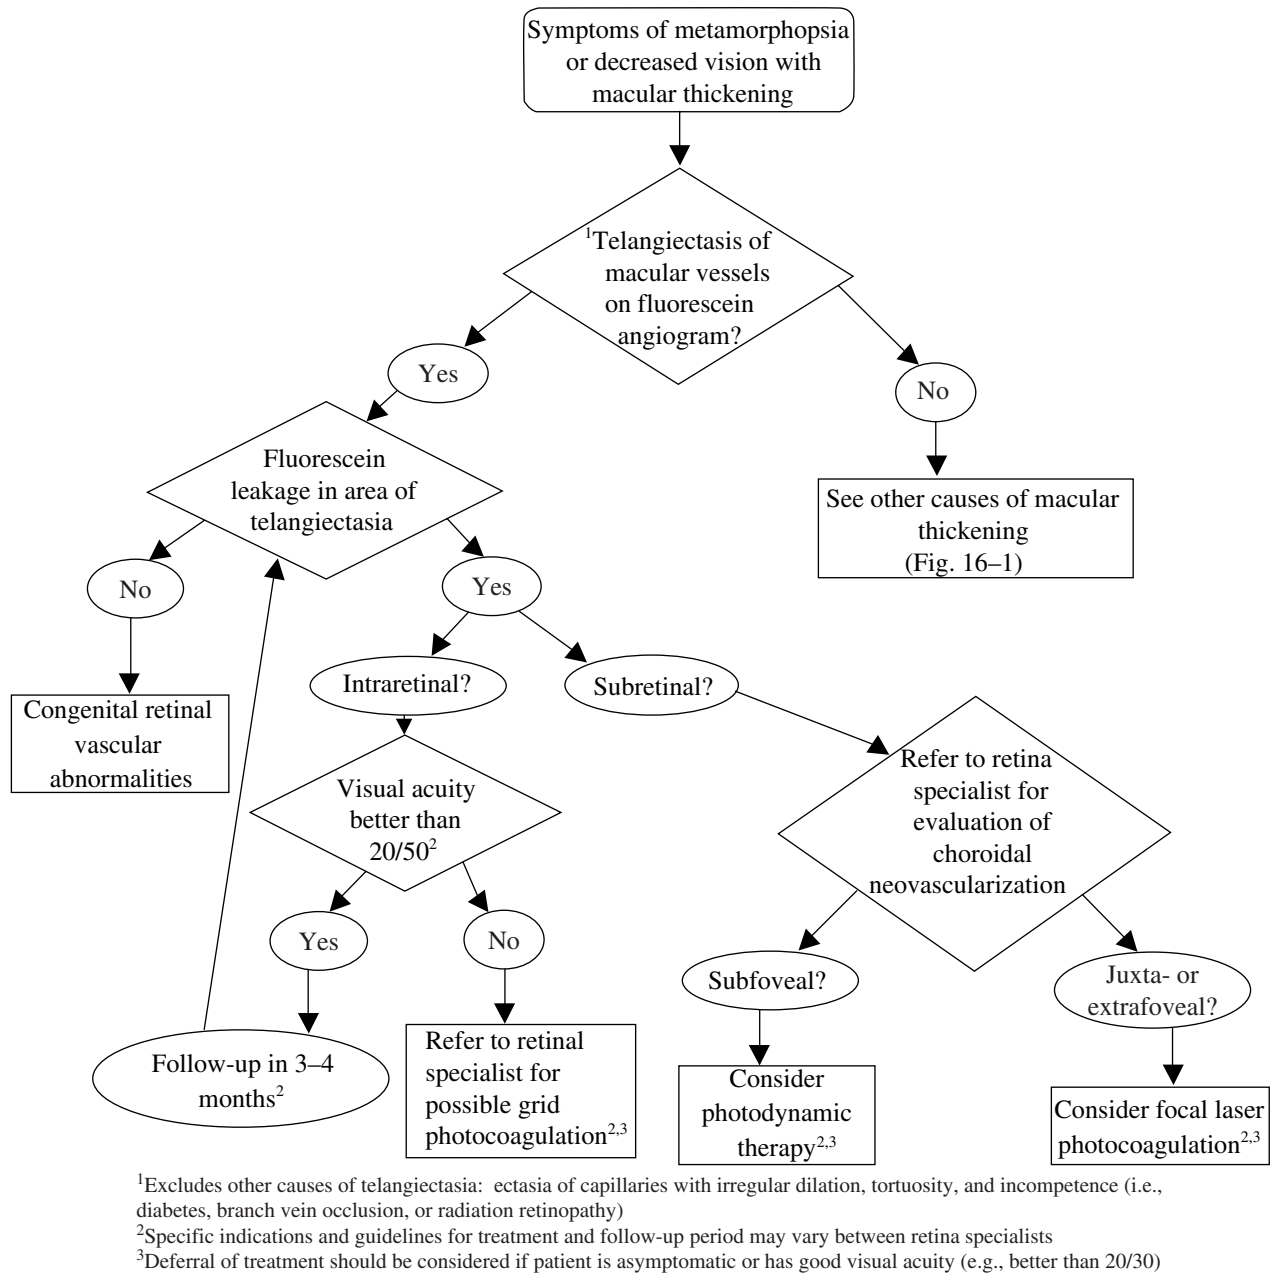 Symptoms of metamorphopsia
or decreased vision with
macular thickening
¹Telangiectasis of
macular vessels
on fluorescein
angiogram?
Yes
No
Fluorescein
leakage in area of
telangiectasia
See other causes of macular
thickening
(Fig. 16–1)
No
Yes
Congenital retinal
vascular
abnormalities
Intraretinal?
Subretinal?
Visual acuity
better than
20/50²
Refer to retina
specialist for
evaluation of
choroidal
neovascularization
Yes
No
Subfoveal?
Juxta- or
extrafoveal?
Follow-up in 3–4
months²
Refer to retinal
specialist for
possible grid
photocoagulation²,³
Consider
photodynamic
therapy²,³
Consider focal laser
photocoagulation²,³
¹Excludes other causes of telangiectasia: ectasia of capillaries with irregular dilation, tortuosity, and incompetence (i.e.,
diabetes, branch vein occlusion, or radiation retinopathy)
²Specific indications and guidelines for treatment and follow-up period may vary between retina specialists
³Deferral of treatment should be considered if patient is asymptomatic or has good visual acuity (e.g., better than 20/30)